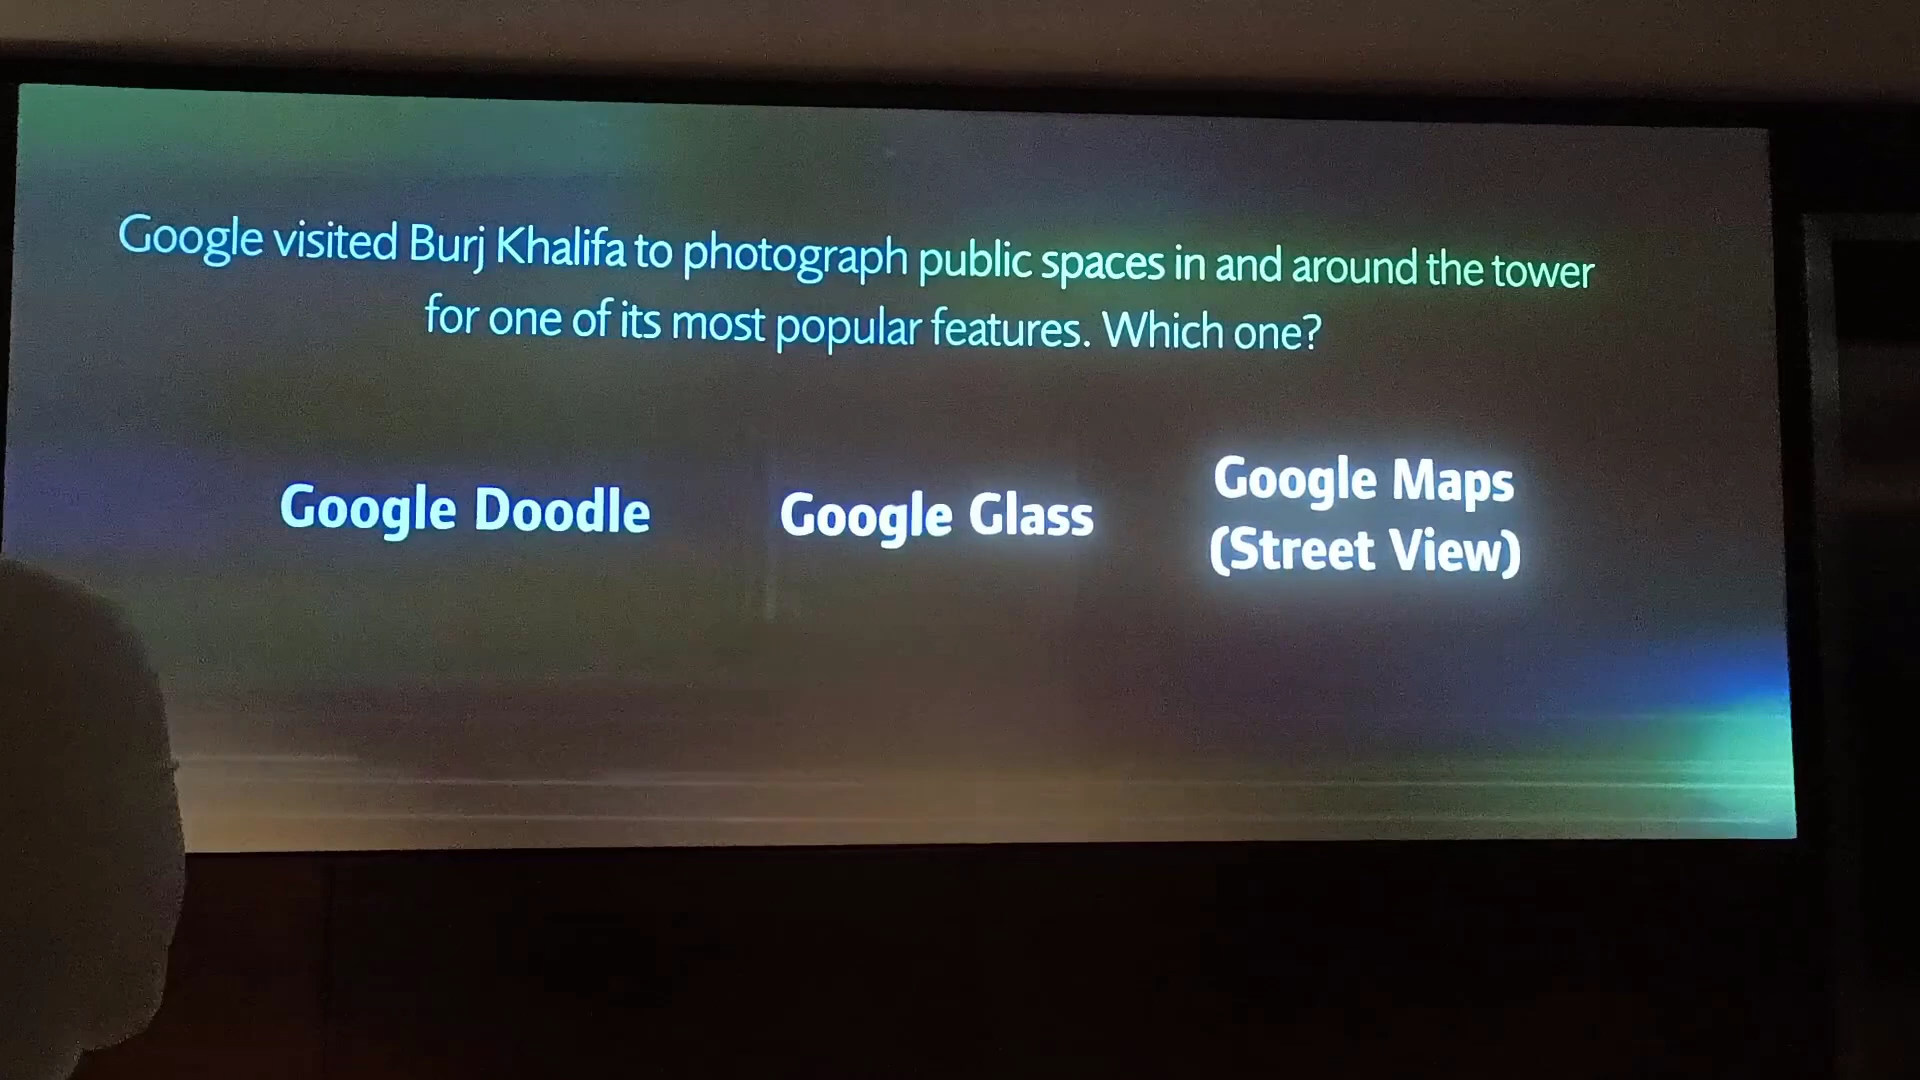 Google visited Burj Khalifa to photograph public spaces in and around the tower
for one of its most popular features. Which one?
Google Doodle
Google Glass
Google Maps
(Street View)